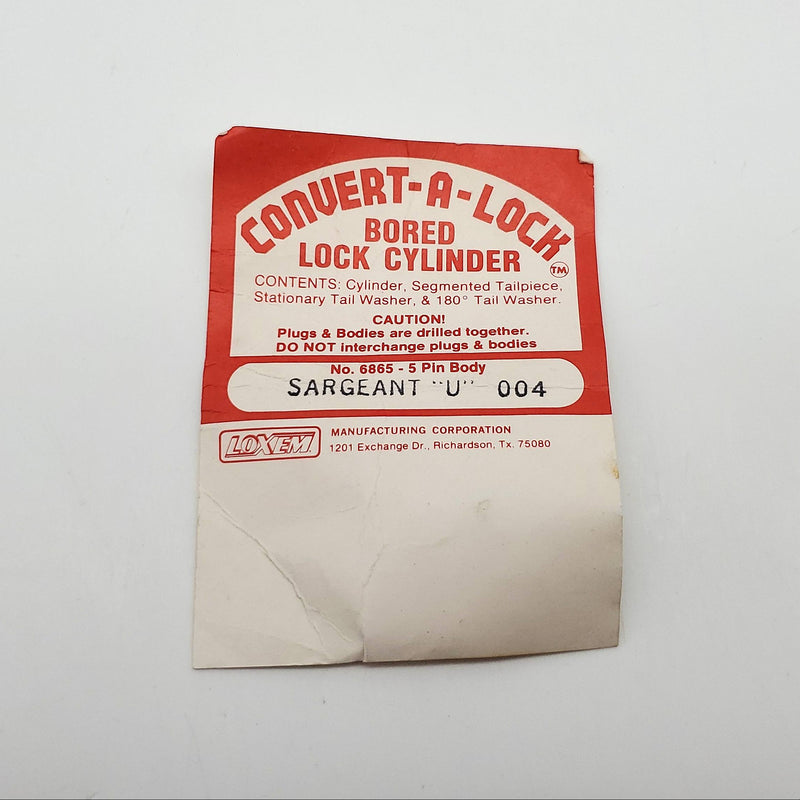 CONVERT-A-LOCK
BORED
LOCK CYLINDER
TM
CONTENTS: Cylinder, Segmented Tailpiece,
Stationary Tail Washer, & 180° Tail Washer.
CAUTION!
Plugs & Bodies are drilled together.
DO NOT interchange plugs & bodies
No. 6865 - 5 Pin Body
SARGEANT "U" 004
LOXEM
MANUFACTURING CORPORATION
1201 Exchange Dr., Richardson, Tx. 75080